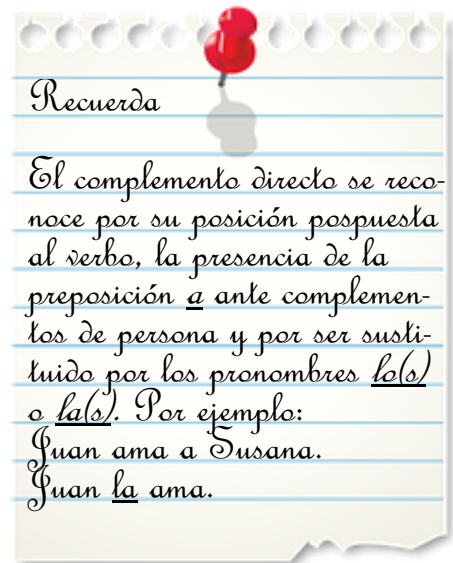 Recuerda
El complemento directo se reco-
noce por su posición pospuesta
al verbo, la presencia de la
preposición a ante complemen-
tos de persona y por ser susti-
tuido por los pronombres lo(s)
o la(s). Por ejemplo:
Juan ama a Susana.
Juan la ama.